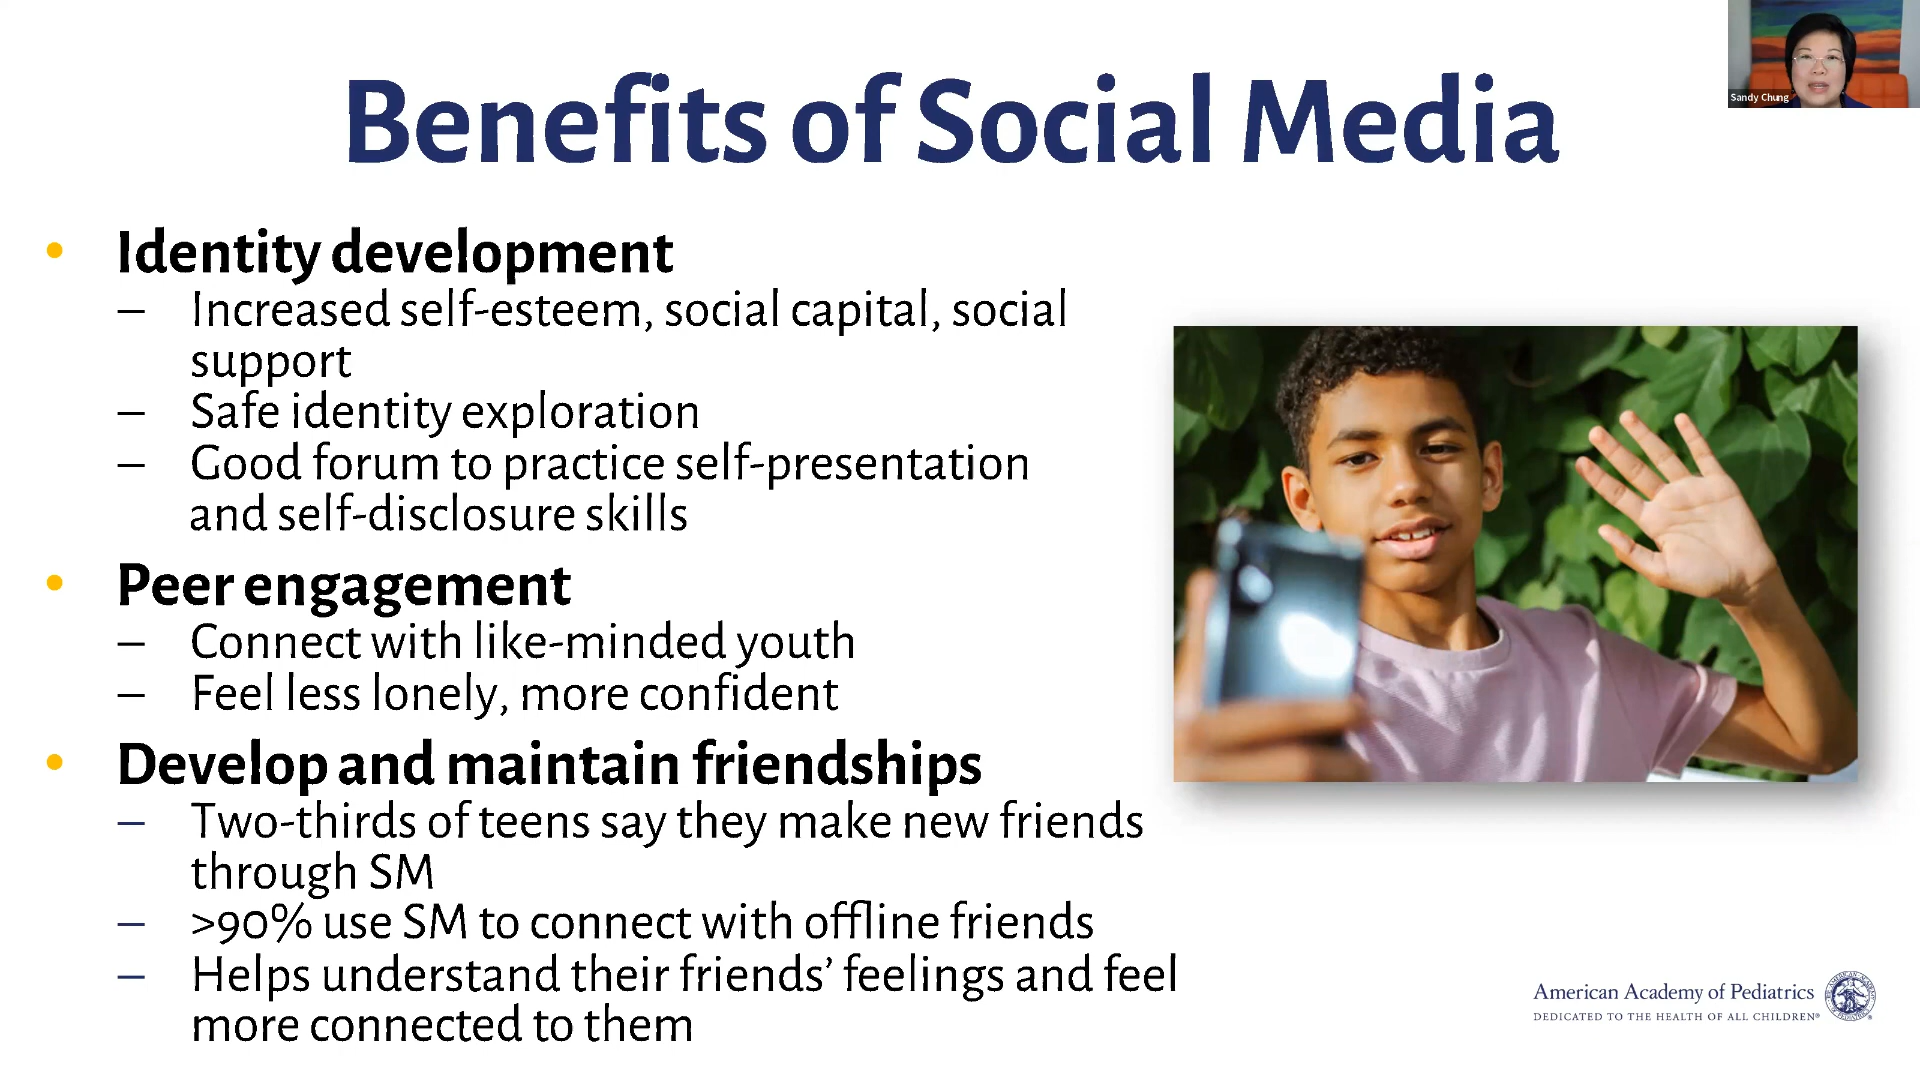 Benefits of Social Media
Sandy Chung
• Identity development
– Increased self-esteem, social capital, social
support
– Safe identity exploration
– Good forum to practice self-presentation
and self-disclosure skills
• Peer engagement
– Connect with like-minded youth
– Feel less lonely, more confident
• Develop and maintain friendships
– Two-thirds of teens say they make new friends
through SM
– >90% use SM to connect with offline friends
– Helps understand their friends’ feelings and feel
more connected to them
American Academy of Pediatrics
DEDICATED TO THE HEALTH OF ALL CHILDREN®